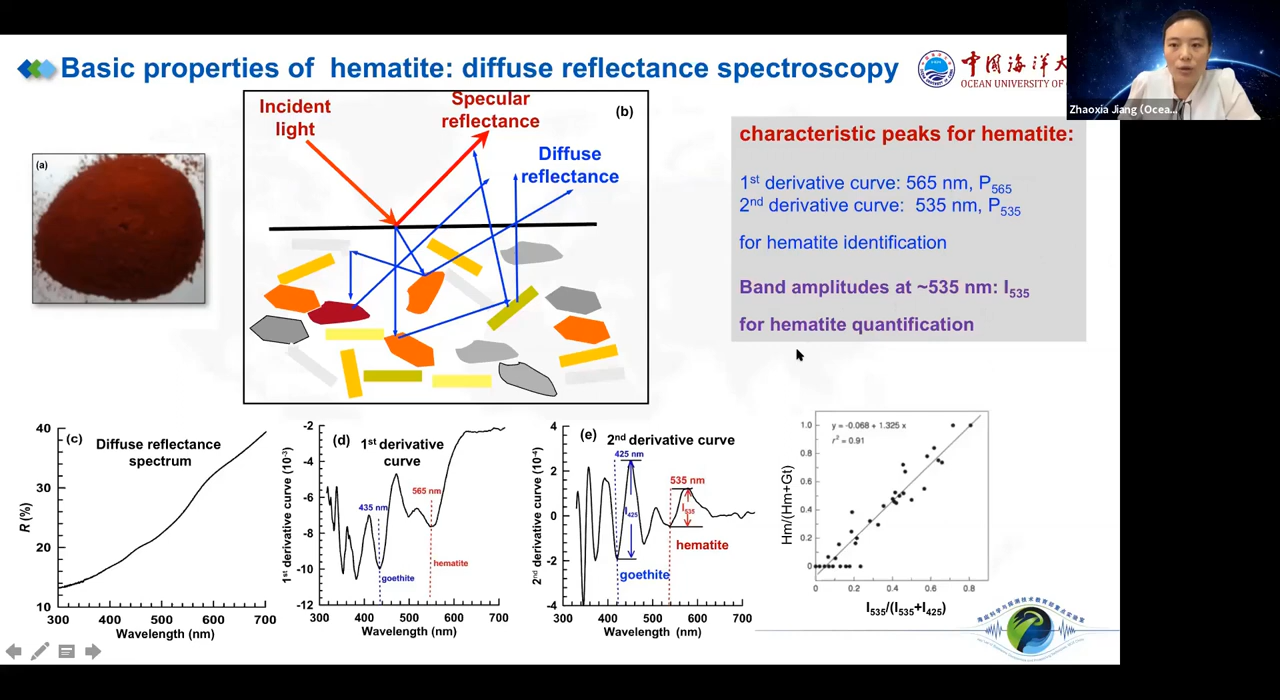 Basic properties of hematite: diffuse reflectance spectroscopy
中国海洋大
OCEAN UNIVERSITY OF
Zhaoxia Jiang (Ocea...
(a)
Incident
light
Specular
reflectance
(b)
Diffuse
reflectance
characteristic peaks for hematite:
1st derivative curve: 565 nm, P565
2nd derivative curve: 535 nm, P535
for hematite identification
Band amplitudes at ~535 nm: I535
for hematite quantification
(c)
Diffuse reflectance
spectrum
R (%)
40
30
20
10
300 400 500 600 700
Wavelength (nm)
(d)
1st derivative
curve
1st derivative curve (10-3)
-2
-4
-6
-8
-10
-12
435 nm
565 nm
goethite
hematite
300 400 500 600 700
Wavelength (nm)
(e)
2nd derivative curve
2nd derivative curve (10-4)
4
2
0
-2
-4
425 nm
535 nm
I425
I535
hematite
goethite
300 400 500 600 700
Wavelength (nm)
y = -0.068 + 1.325 x
r2 = 0.91
Hm/(Hm+Gt)
1.0
0.8
0.6
0.4
0.2
0
0 0.2 0.4 0.6 0.8
I535/(I535+I425)